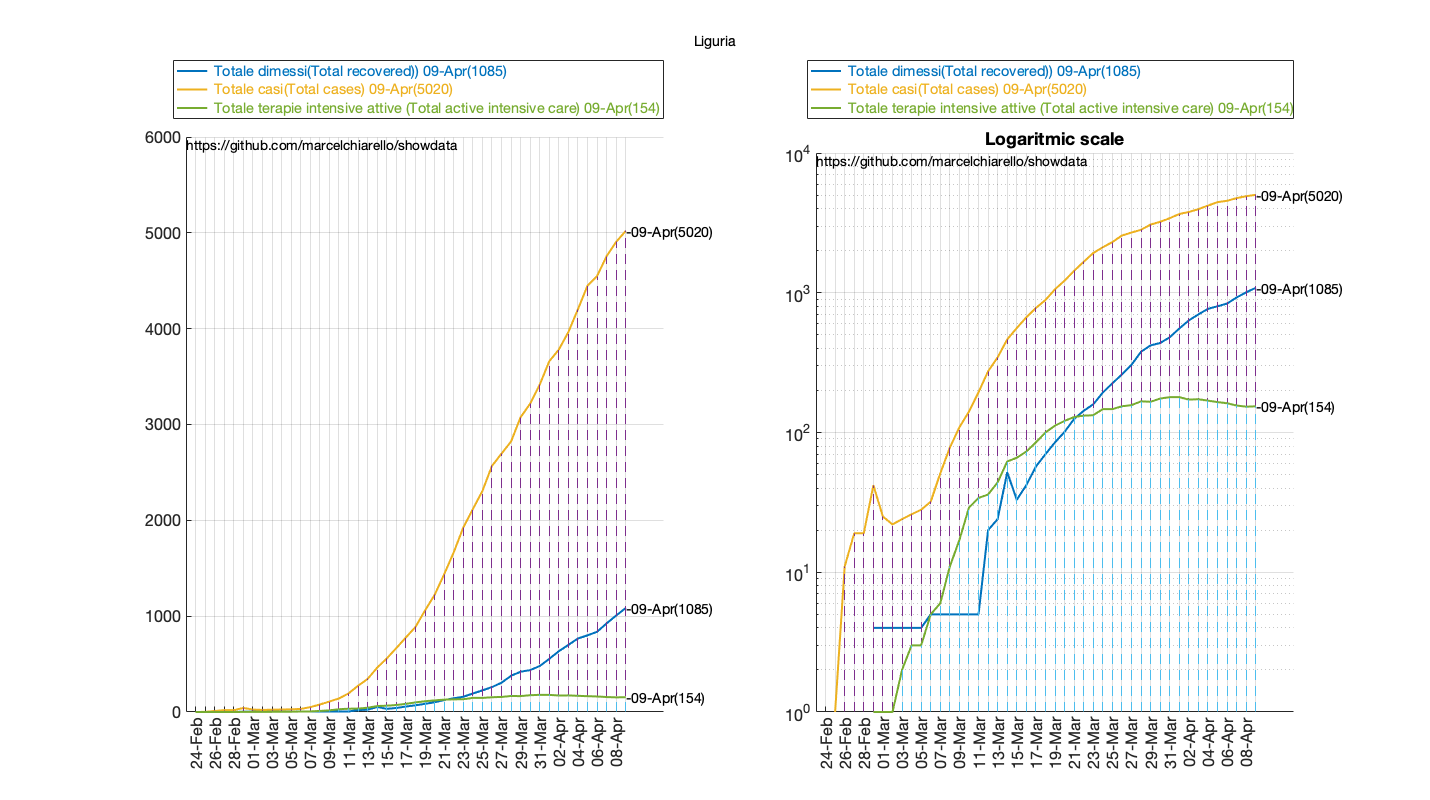 Liguria
Totale dimessi(Total recovered)) 09-Apr(1085)
Totale casi(Total cases) 09-Apr(5020)
Totale terapie intensive attive (Total active intensive care) 09-Apr(154)
6000
5000
4000
3000
2000
1000
0
https://github.com/marcelchiarello/showdata
-09-Apr(5020)
-09-Apr(1085)
-09-Apr(154)
24-Feb
26-Feb
28-Feb
01-Mar
03-Mar
05-Mar
07-Mar
09-Mar
11-Mar
13-Mar
15-Mar
17-Mar
19-Mar
21-Mar
23-Mar
25-Mar
27-Mar
29-Mar
31-Mar
02-Apr
04-Apr
06-Apr
08-Apr
Totale dimessi(Total recovered)) 09-Apr(1085)
Totale casi(Total cases) 09-Apr(5020)
Totale terapie intensive attive (Total active intensive care) 09-Apr(154)
Logaritmic scale
10^4
10^3
10^2
10^1
10^0
https://github.com/marcelchiarello/showdata
-09-Apr(5020)
-09-Apr(1085)
-09-Apr(154)
24-Feb
26-Feb
28-Feb
01-Mar
03-Mar
05-Mar
07-Mar
09-Mar
11-Mar
13-Mar
15-Mar
17-Mar
19-Mar
21-Mar
23-Mar
25-Mar
27-Mar
29-Mar
31-Mar
02-Apr
04-Apr
06-Apr
08-Apr